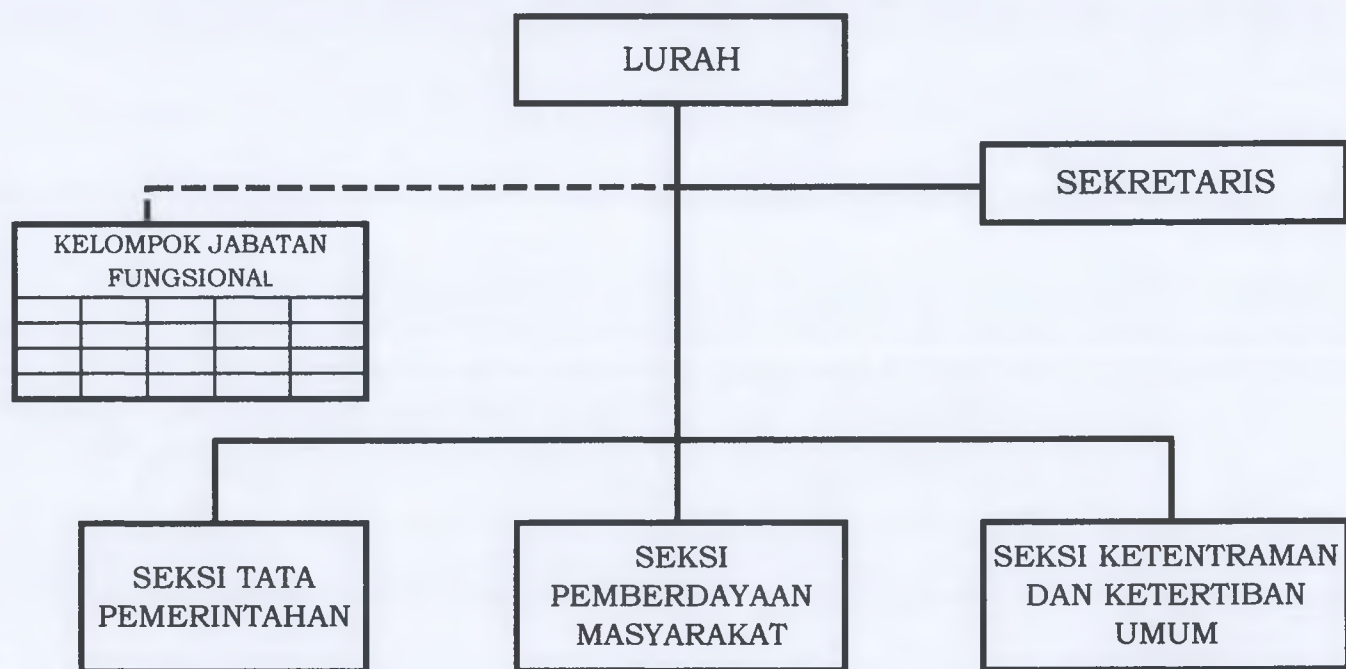 LURAH
SEKRETARIS
KELOMPOK JABATAN
FUNGSIONAL
SEKSI TATA
PEMERINTAHAN
SEKSI
PEMBERDAYAAN
MASYARAKAT
SEKSI KETENTRAMAN
DAN KETERTIBAN
UMUM